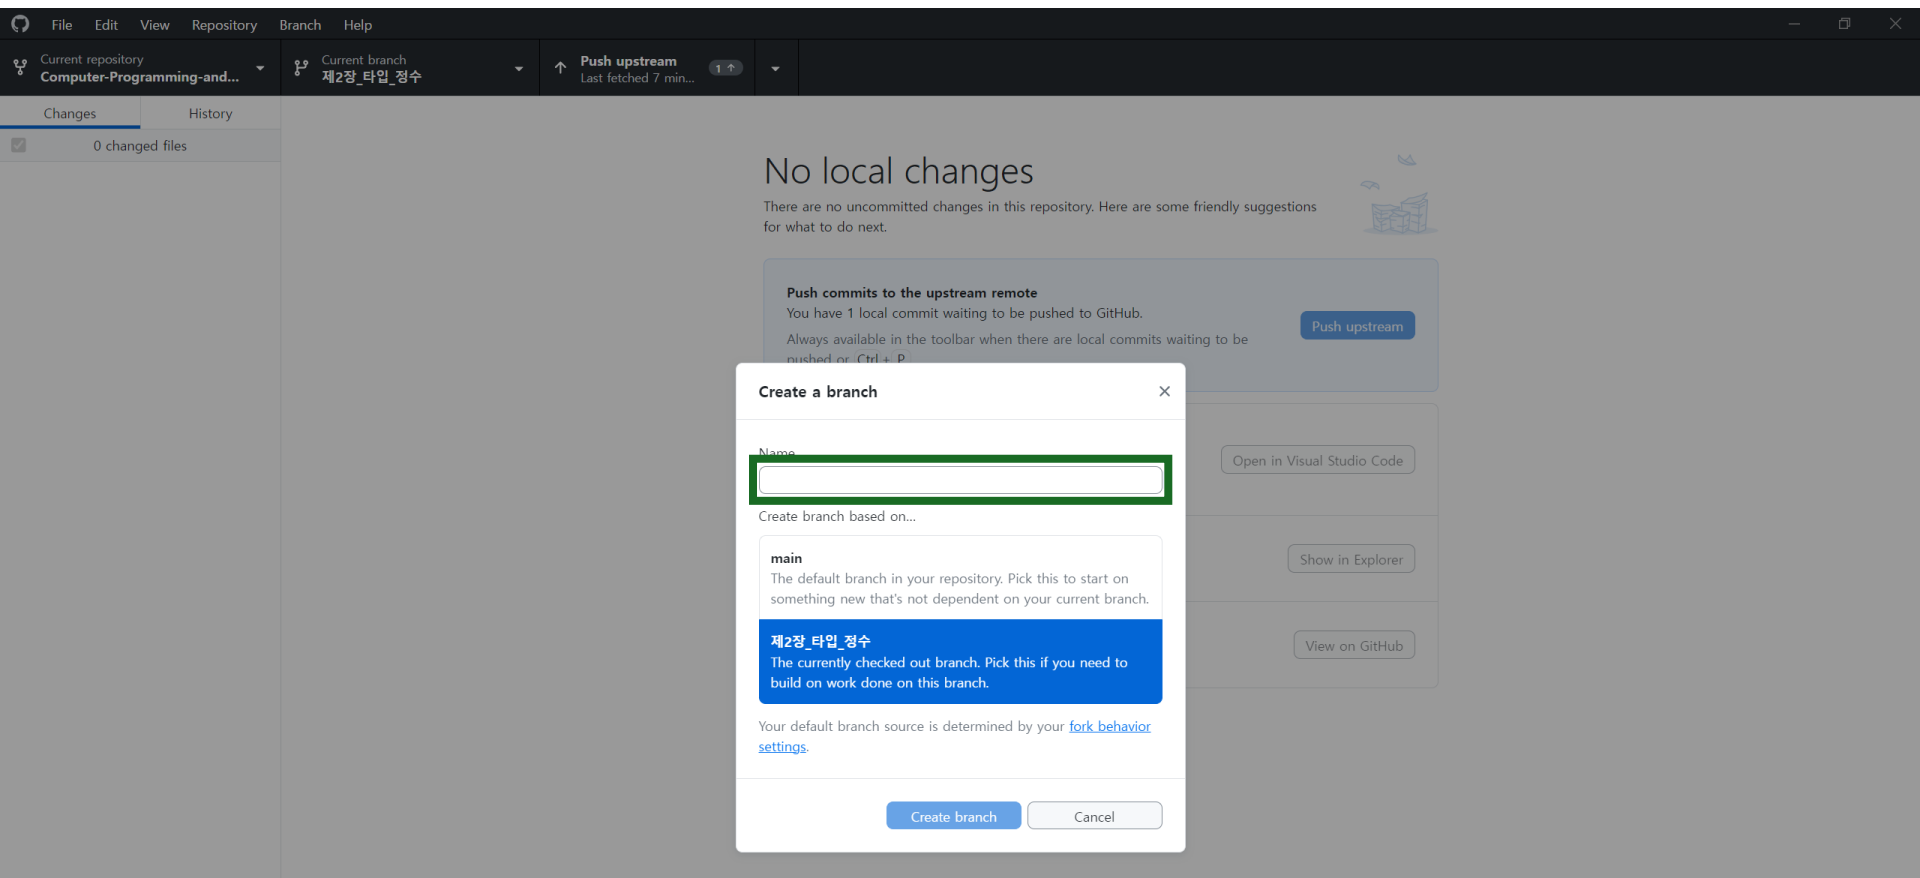 File Edit View Repository Branch Help
Current repository
Computer-Programming-and...
Current branch
제2장_타입_정수
Push upstream
Last fetched 7 min...
1
Changes History
0 changed files
No local changes
There are no uncommitted changes in this repository. Here are some friendly suggestions
for what to do next.
Push commits to the upstream remote
You have 1 local commit waiting to be pushed to GitHub.
Always available in the toolbar when there are local commits waiting to be
pushed or Ctrl + P
Push upstream
Open in Visual Studio Code
Show in Explorer
View on GitHub
Create a branch
Name
Create branch based on...
main
The default branch in your repository. Pick this to start on
something new that's not dependent on your current branch.
제2장_타입_정수
The currently checked out branch. Pick this if you need to
build on work done on this branch.
Your default branch source is determined by your fork behavior
settings.
Create branch Cancel